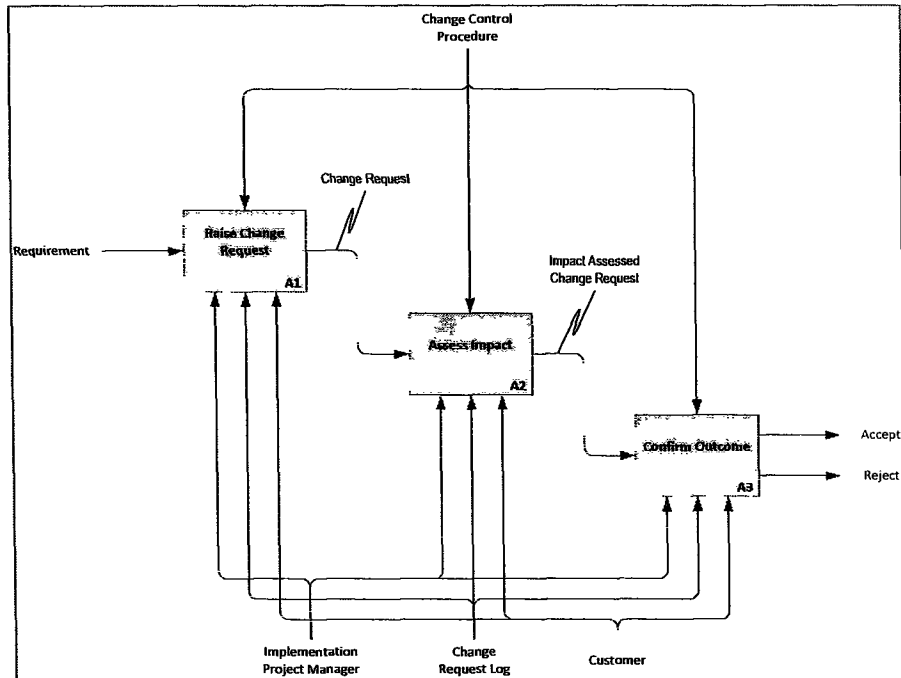 Change Control
Procedure
Change Request
Raise Change
Request
Requirement
A1
Impact Assessed
Change Request
Assess Impact
A2
Confirm Outcome
Accept
Reject
A3
Implementation
Project Manager
Change
Request Log
Customer